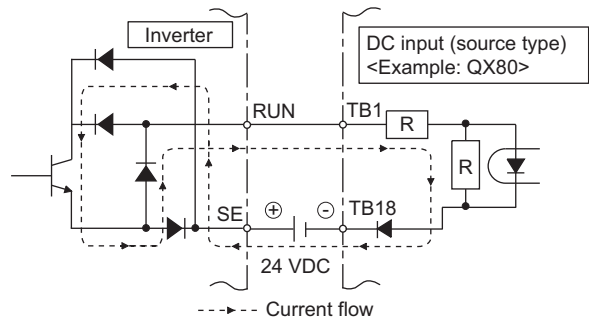 Inverter
DC input (source type)
<Example: QX80>
RUN
TB1
R
R
SE
+
-
TB18
24 VDC
Current flow